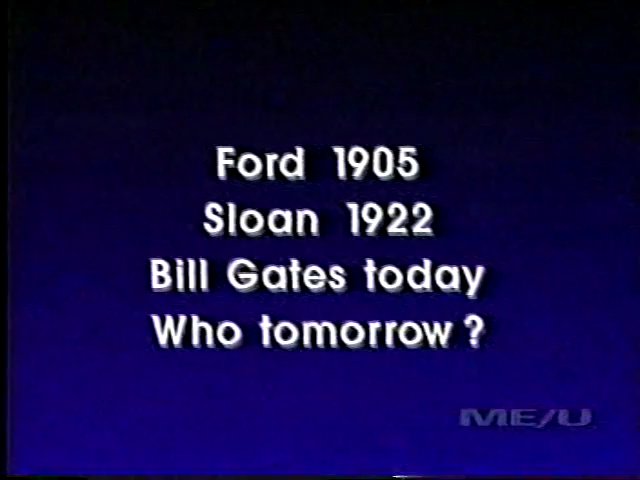 Ford 1905
Sloan 1922
Bill Gates today
Who tomorrow ?
ME/U